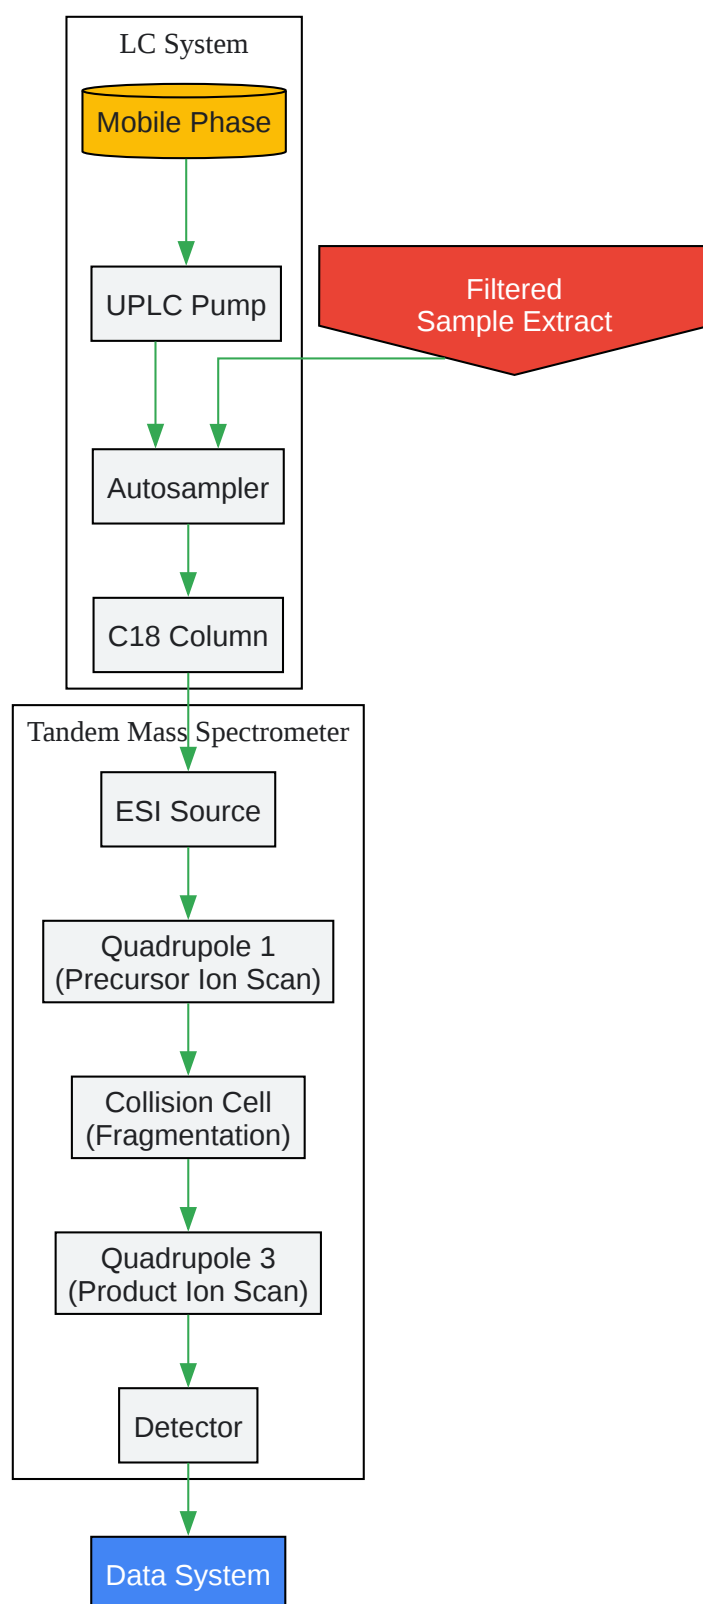 LC System
Mobile Phase
UPLC Pump
Filtered
Sample Extract
Autosampler
C18 Column
Tandem Mass Spectrometer
ESI Source
Quadrupole 1
(Precursor Ion Scan)
Collision Cell
(Fragmentation)
Quadrupole 3
(Product Ion Scan)
Detector
Data System